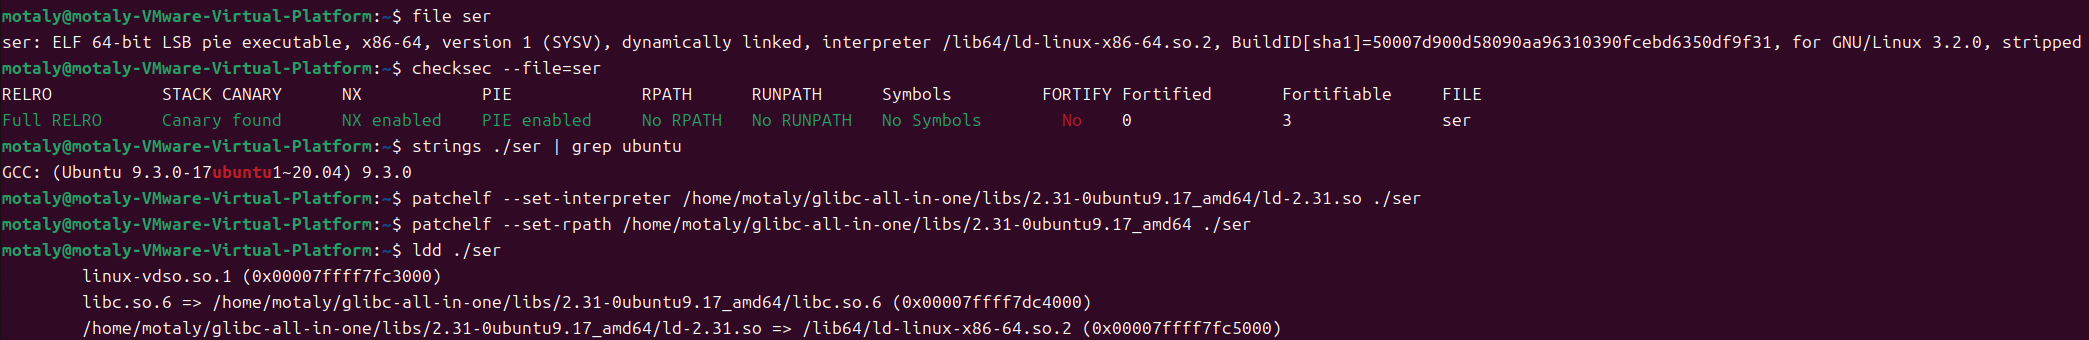 motaly@motaly-VMware-Virtual-Platform:~$ file ser
ser: ELF 64-bit LSB pie executable, x86-64, version 1 (SYSV), dynamically linked, interpreter /lib64/ld-linux-x86-64.so.2, BuildID[sha1]=50007d900d58090aa96310390fcebd6350df9f31, for GNU/Linux 3.2.0, stripped
motaly@motaly-VMware-Virtual-Platform:~$ checksec --file=ser
RELRO           STACK CANARY      NX            PIE             RPATH      RUNPATH      Symbols         FORTIFY Fortified       Fortifiable     FILE
Full RELRO      Canary found      NX enabled    PIE enabled     No RPATH   No RUNPATH   No Symbols        No    0               3               ser
motaly@motaly-VMware-Virtual-Platform:~$ strings ./ser | grep ubuntu
GCC: (Ubuntu 9.3.0-17ubuntu1~20.04) 9.3.0
motaly@motaly-VMware-Virtual-Platform:~$ patchelf --set-interpreter /home/motaly/glibc-all-in-one/libs/2.31-0ubuntu9.17_amd64/ld-2.31.so ./ser
motaly@motaly-VMware-Virtual-Platform:~$ patchelf --set-rpath /home/motaly/glibc-all-in-one/libs/2.31-0ubuntu9.17_amd64 ./ser
motaly@motaly-VMware-Virtual-Platform:~$ ldd ./ser
        linux-vdso.so.1 (0x00007ffff7fc3000)
        libc.so.6 => /home/motaly/glibc-all-in-one/libs/2.31-0ubuntu9.17_amd64/libc.so.6 (0x00007ffff7dc4000)
        /home/motaly/glibc-all-in-one/libs/2.31-0ubuntu9.17_amd64/ld-2.31.so => /lib64/ld-linux-x86-64.so.2 (0x00007ffff7fc5000)